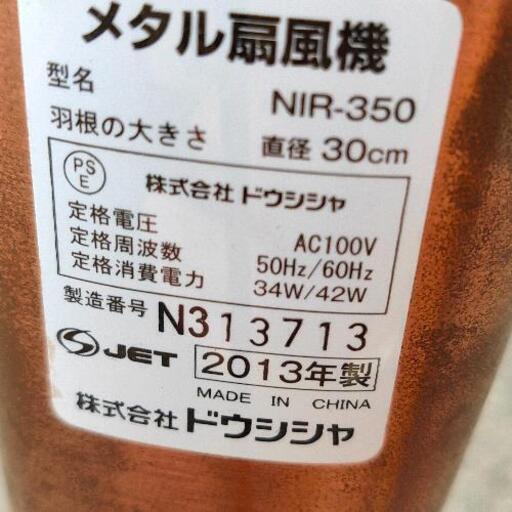 メタル扇風機
型名 NIR-350
羽根の大きさ 直径 30cm
PSE 株式会社 ドウシシャ
定格電圧 AC100V
定格周波数 50Hz/60Hz
定格消費電力 34W/42W
製造番号 N313713
JET 2013年製
MADE IN CHINA
株式会社 ドウシシャ